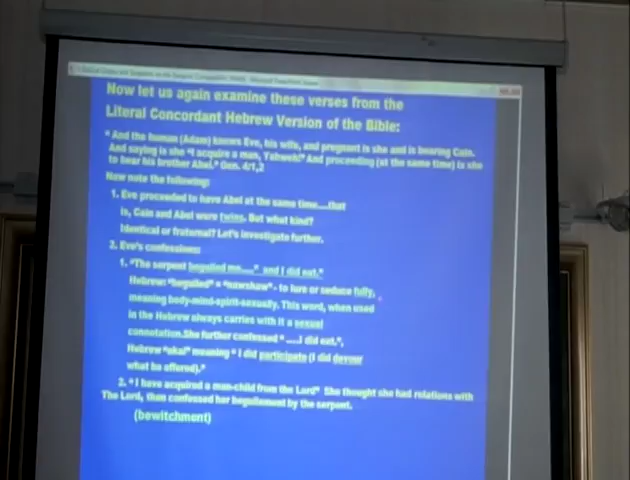 Now let us again examine these verses from the
Literal Concordant Hebrew Version of the Bible:
" And the human (Adam) knows Eve, his wife, and pregnant is she and is bearing Cain.
And saying is she "I acquire a man, Yahweh!" And proceeding (at the same time) is she
to bear his brother Abel." Gen. 4:1,2
Now note the following:
1. Eve proceeded to have Abel at the same time....that
is, Cain and Abel were twins. But what kind?
Identical or fraternal? Let's investigate further.
2. Eve's confessions:
1. "The serpent beguiled me....." and I did eat."
Hebrew: "beguiled" = "nawshaw" - to lure or seduce fully,
meaning body-mind-spirit-sexually. This word, when used
in the Hebrew always carries with it a sexual
connotation.She further confessed " .....I did eat.",
Hebrew "akal" meaning " I did participate (I did devour
what he offered)."
2. "I have acquired a man-child from the Lord" She thought she had relations with
The Lord, then confessed her beguilement by the serpent.
(bewitchment)